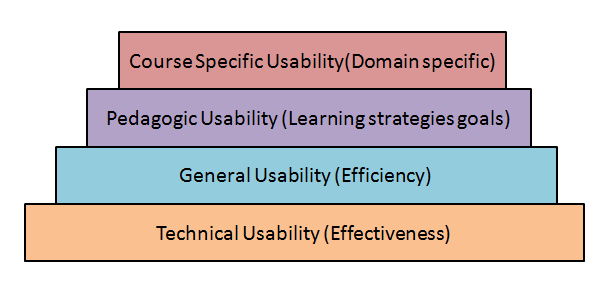 Course Specific Usability(Domain specific)
Pedagogic Usability (Learning strategies goals)
General Usability (Efficiency)
Technical Usability (Effectiveness)